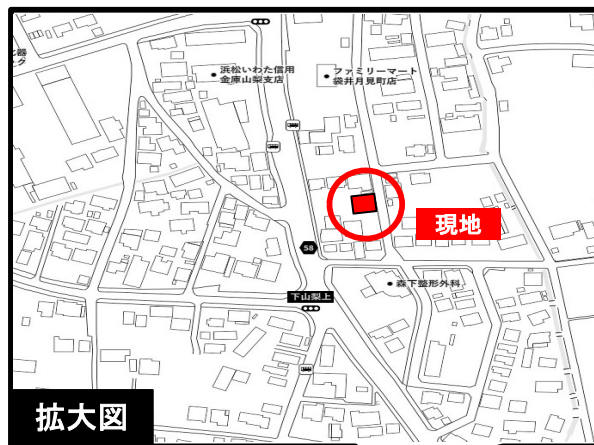 浜松いわた信用
金庫山梨支店
ファミリーマート
袋井月見町店
現地
58
森下整形外科
下山梨上
拡大図